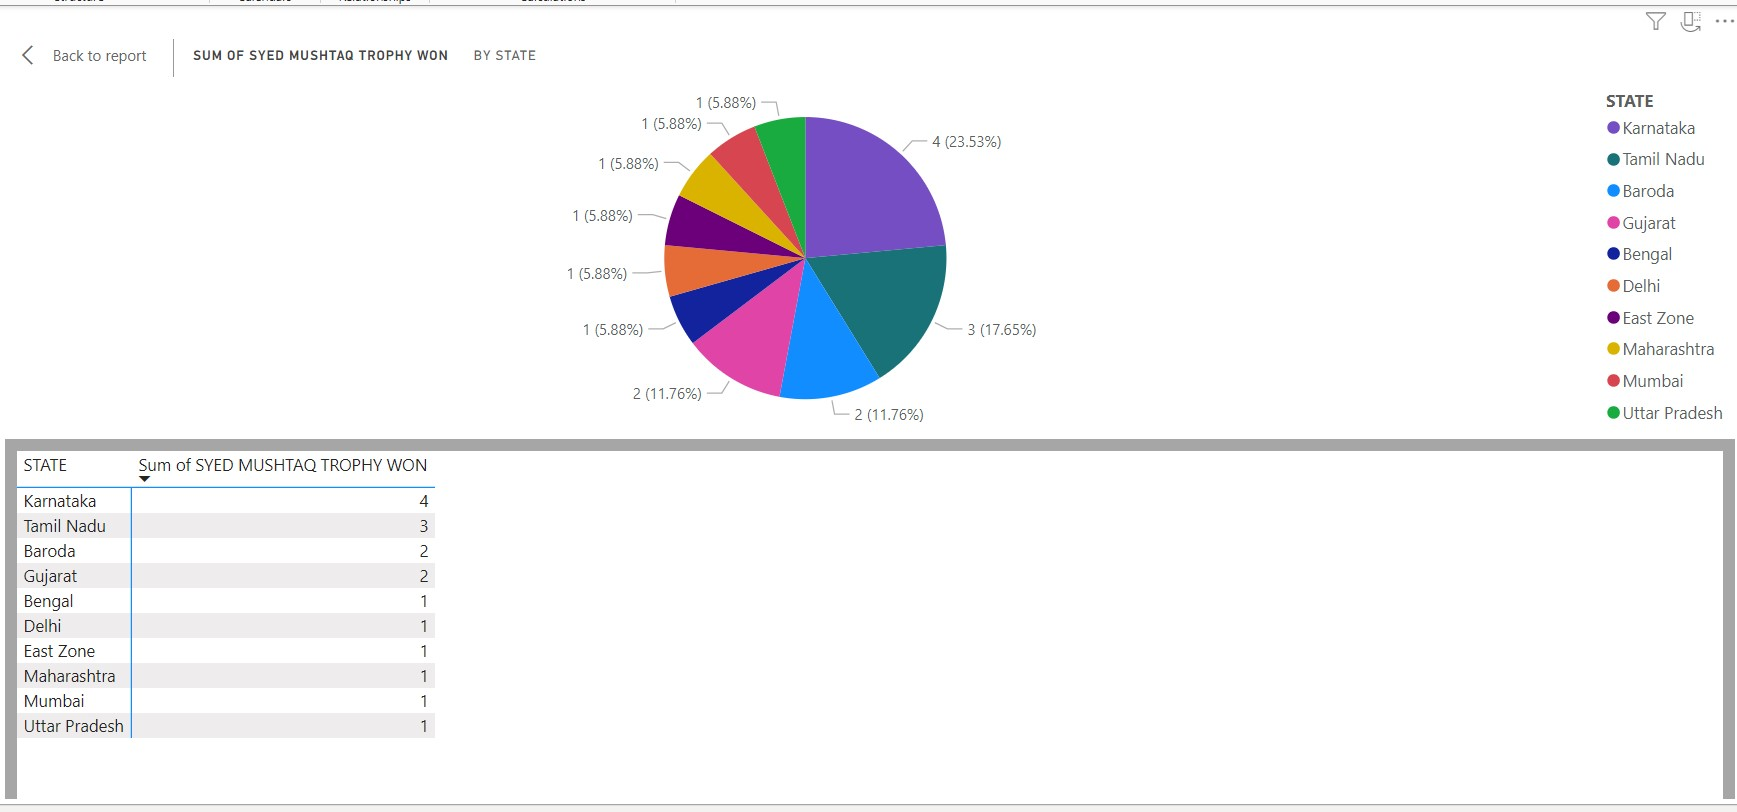 Back to report
SUM OF SYED MUSHTAQ TROPHY WON BY STATE
1 (5.88%)
1 (5.88%)
1 (5.88%)
1 (5.88%)
1 (5.88%)
1 (5.88%)
2 (11.76%)
2 (11.76%)
3 (17.65%)
4 (23.53%)
STATE
Karnataka
Tamil Nadu
Baroda
Gujarat
Bengal
Delhi
East Zone
Maharashtra
Mumbai
Uttar Pradesh
STATE Sum of SYED MUSHTAQ TROPHY WON
Karnataka 4
Tamil Nadu 3
Baroda 2
Gujarat 2
Bengal 1
Delhi 1
East Zone 1
Maharashtra 1
Mumbai 1
Uttar Pradesh 1